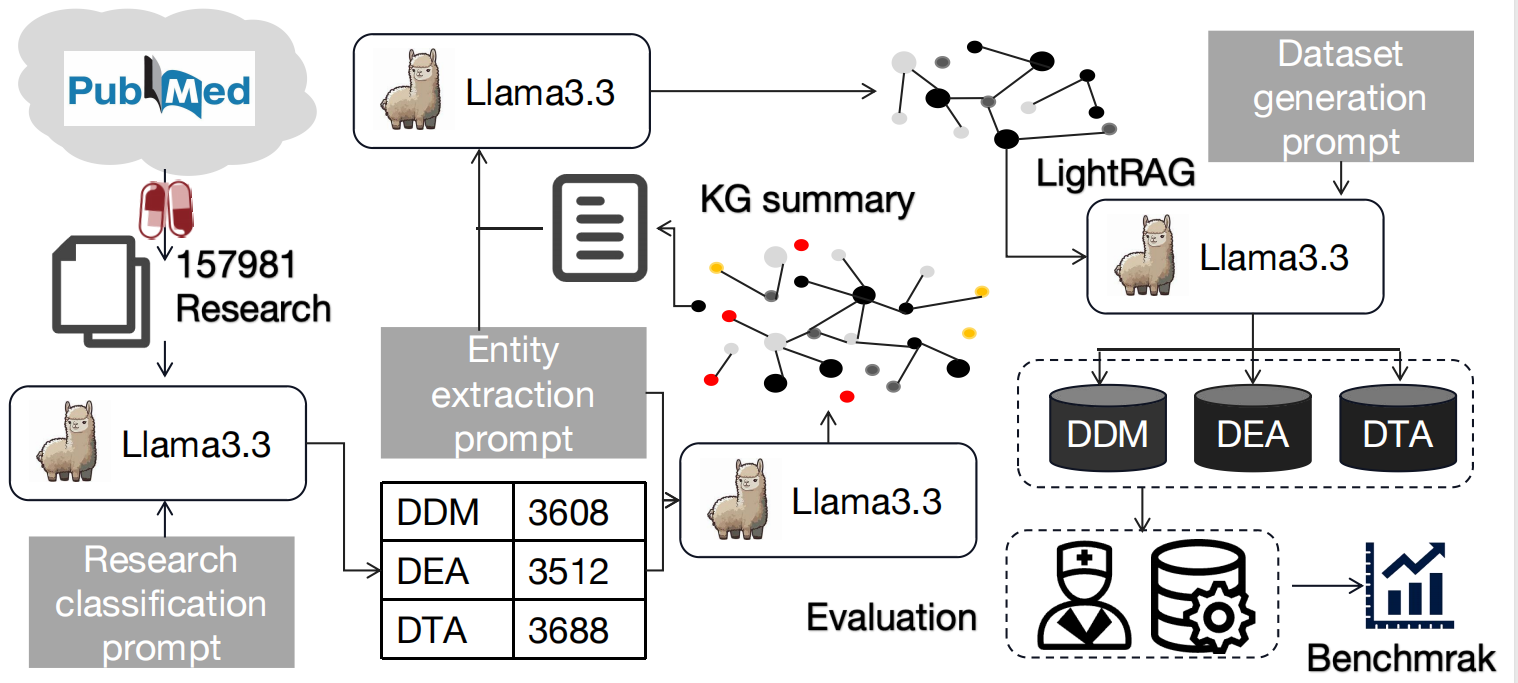 PubMed
157981
Research
Llama3.3
Research
classification
prompt
Llama3.3
Entity
extraction
prompt
DDM 3608
DEA 3512
DTA 3688
KG summary
Llama3.3
LightRAG
Dataset
generation
prompt
Llama3.3
DDM DEA DTA
Evaluation
Benchmrak